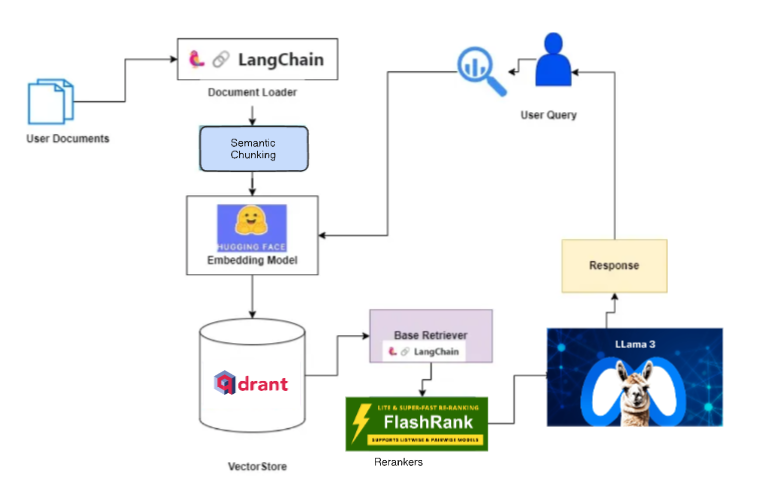 LangChain
Document Loader
User Documents
Semantic
Chunking
HUGGING FACE
Embedding Model
User Query
Response
Base Retriever
LangChain
LLama 3
qdrant
LITE & SUPER-FAST RE-RANKING
FlashRank
SUPPORTS LISTWISE & PAIRWISE MODELS
Rerankers
VectorStore